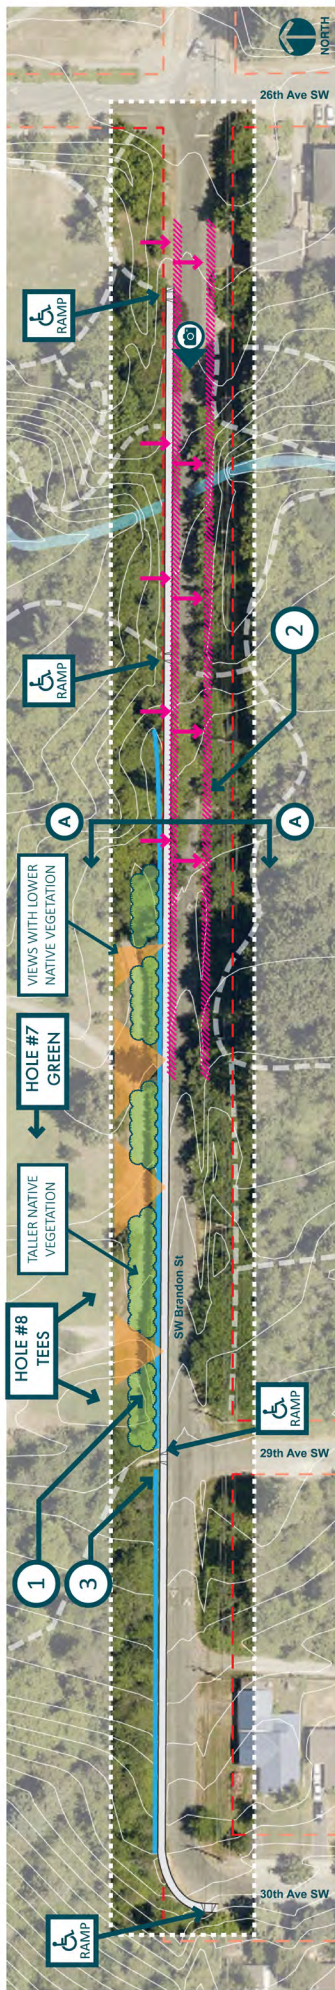 NORTH
26th Ave SW
RAMP
RAMP
2
A
A
VIEWS WITH LOWER
NATIVE VEGETATION
HOLE #7
GREEN
TALLER NATIVE
VEGETATION
HOLE #8
TEES
SW Brandon St
1
3
RAMP
29th Ave SW
RAMP
30th Ave SW